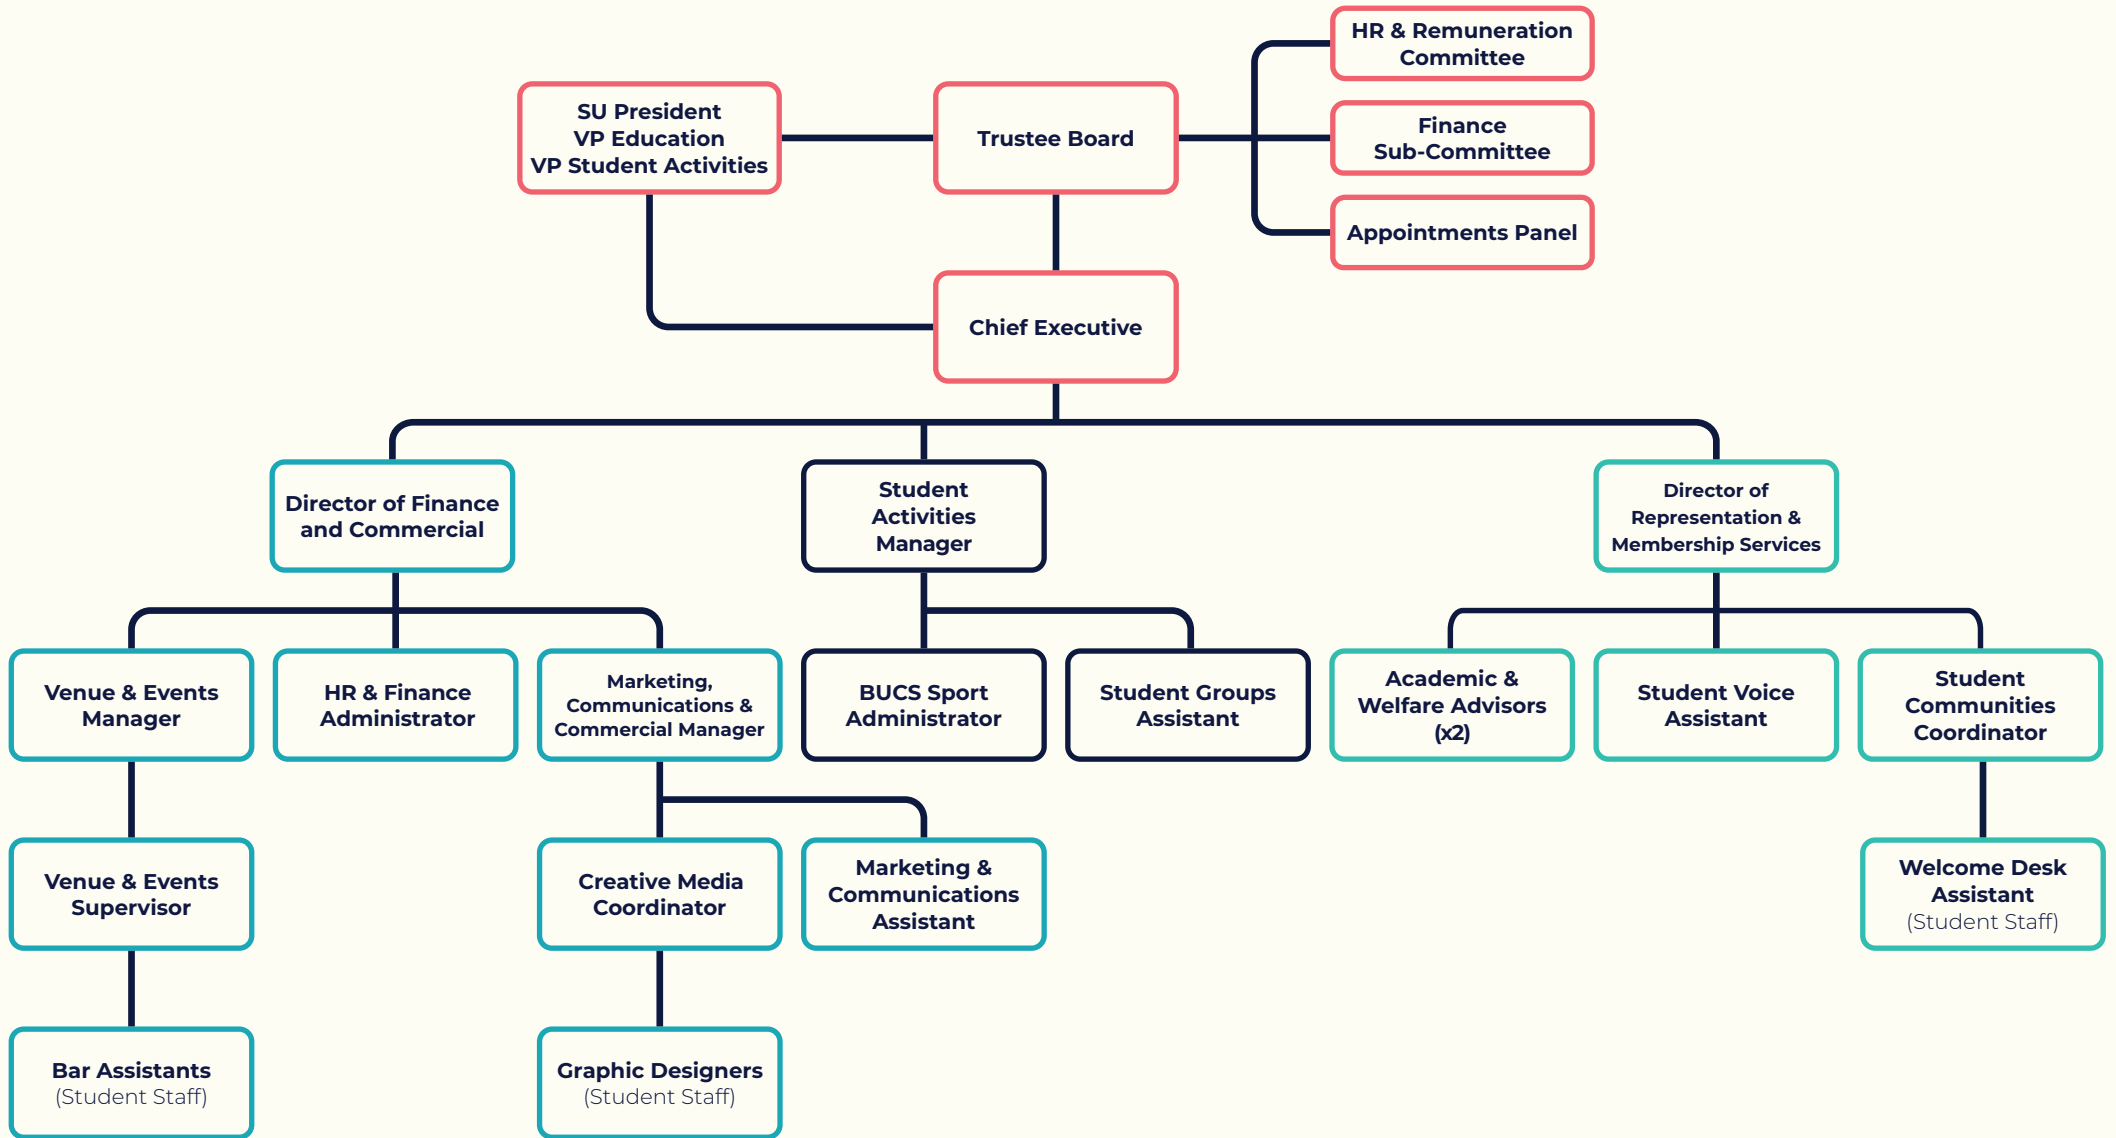 HR & Remuneration
Committee
SU President
VP Education
VP Student Activities
Trustee Board
Finance
Sub-Committee
Appointments Panel
Chief Executive
Director of Finance
and Commercial
Student
Activities
Manager
Director of
Representation &
Membership Services
Venue & Events
Manager
HR & Finance
Administrator
Marketing,
Communications &
Commercial Manager
BUCS Sport
Administrator
Student Groups
Assistant
Academic &
Welfare Advisors
(x2)
Student Voice
Assistant
Student
Communities
Coordinator
Venue & Events
Supervisor
Creative Media
Coordinator
Marketing &
Communications
Assistant
Welcome Desk
Assistant
(Student Staff)
Bar Assistants
(Student Staff)
Graphic Designers
(Student Staff)